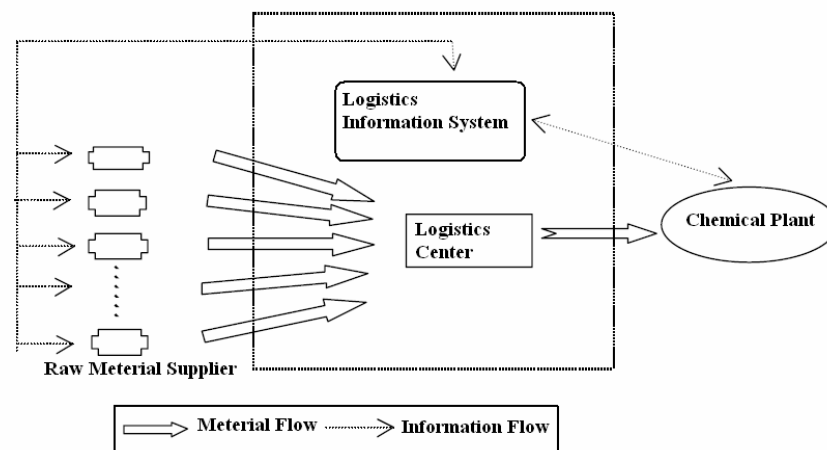 Logistics
Information System
Logistics
Center
Chemical Plant
Raw Meterial Supplier
Meterial Flow
Information Flow